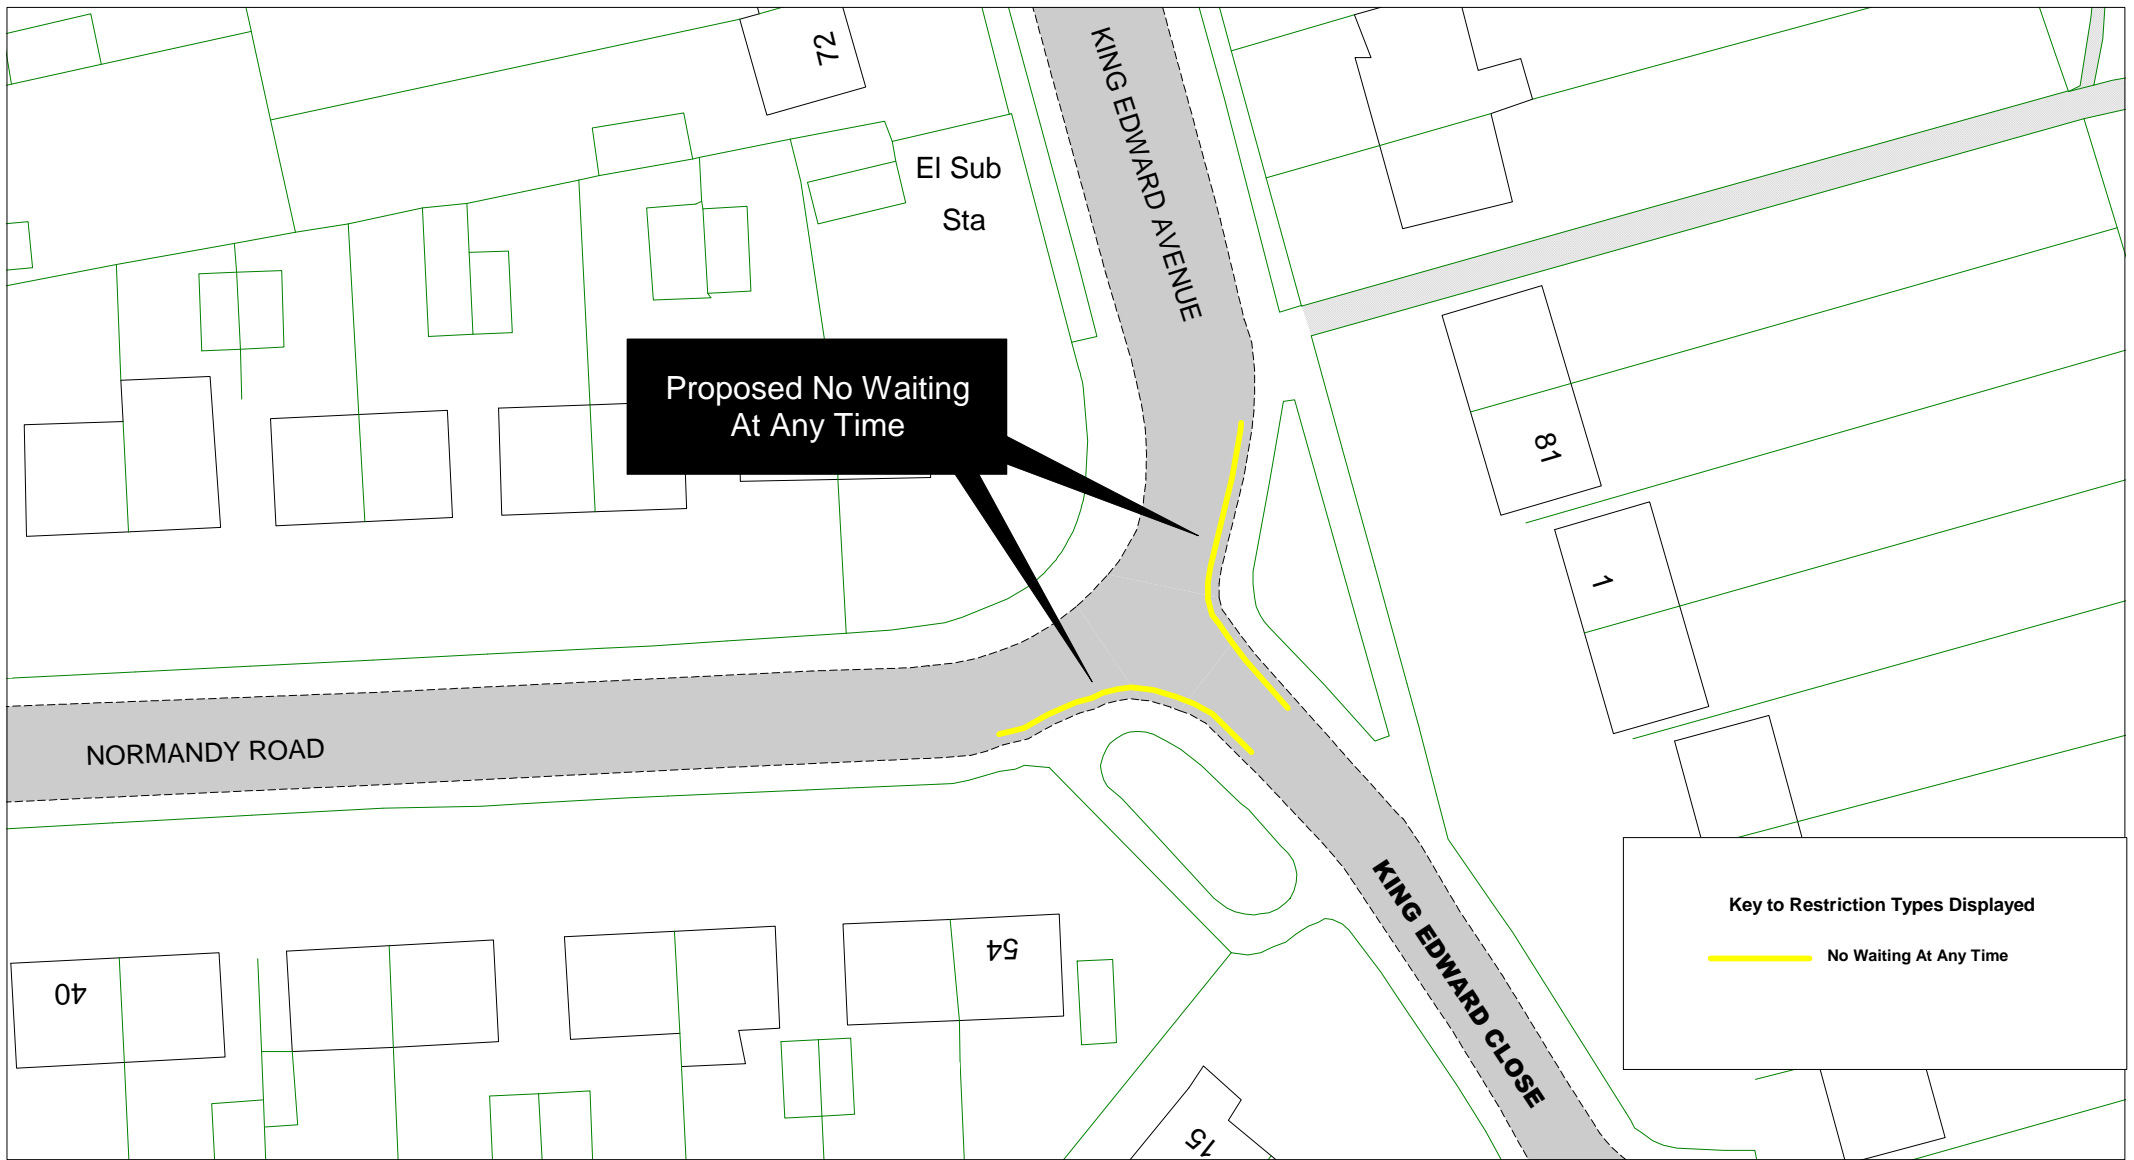 72
KING EDWARD AVENUE
El Sub
Sta
Proposed No Waiting
At Any Time
81
1
NORMANDY ROAD
KING EDWARD CLOSE
Key to Restriction Types Displayed
No Waiting At Any Time
54
40
15